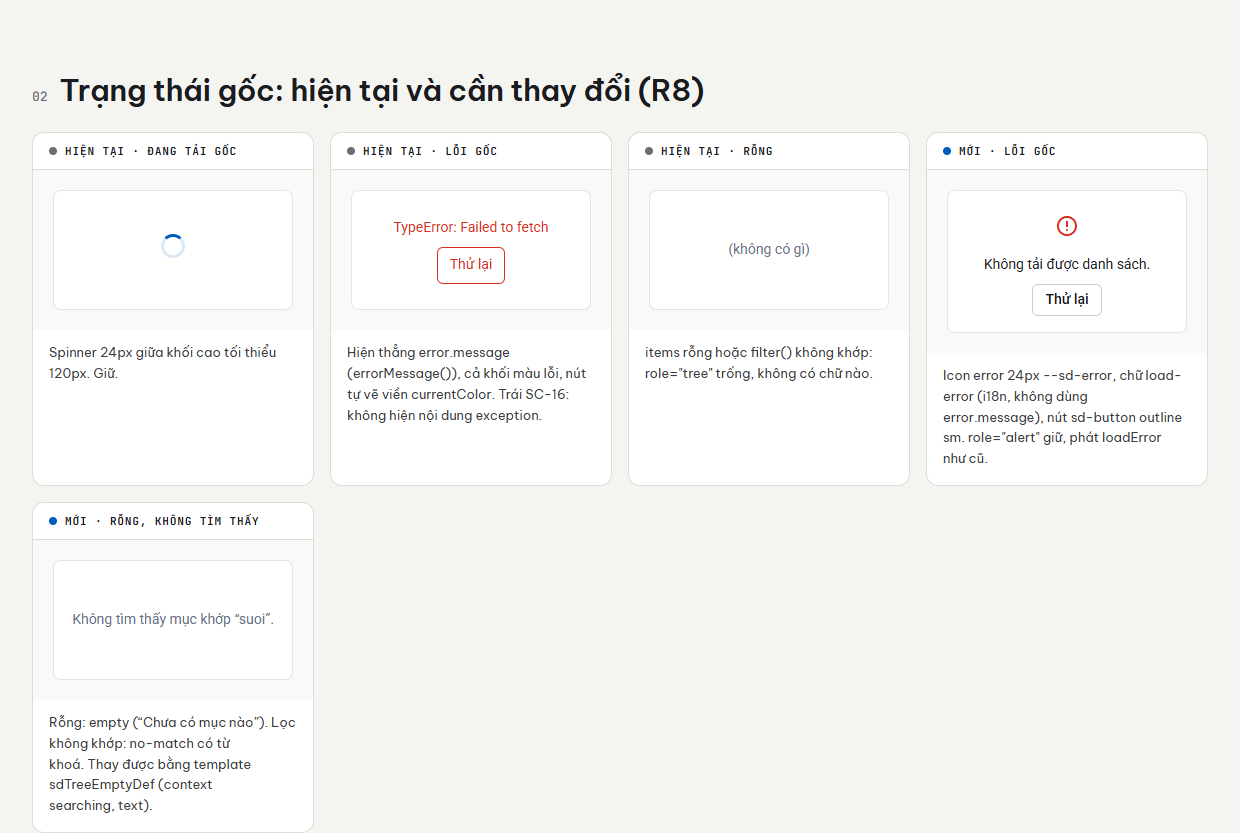 02 Trạng thái gốc: hiện tại và cần thay đổi (R8)
HIỆN TẠI · ĐANG TẢI GỐC
Spinner 24px giữa khối cao tối thiểu
120px. Giữ.
HIỆN TẠI · LỖI GỐC
TypeError: Failed to fetch
Thử lại
Hiện thẳng error.message
(errorMessage()), cả khối màu lỗi, nút
tự vẽ viền currentColor. Trái SC-16:
không hiện nội dung exception.
HIỆN TẠI · RỖNG
(không có gì)
items rỗng hoặc filter() không khớp:
role="tree" trống, không có chữ nào.
MỚI · LỖI GỐC
Không tải được danh sách.
Thử lại
Icon error 24px --sd-error, chữ load-
error (i18n, không dùng
error.message), nút sd-button outline
sm. role="alert" giữ, phát loadError
như cũ.
MỚI · RỖNG, KHÔNG TÌM THẤY
Không tìm thấy mục khớp “suoi”.
Rỗng: empty (“Chưa có mục nào”). Lọc
không khớp: no-match có từ
khoá. Thay được bằng template
sdTreeEmptyDef (context
searching, text).